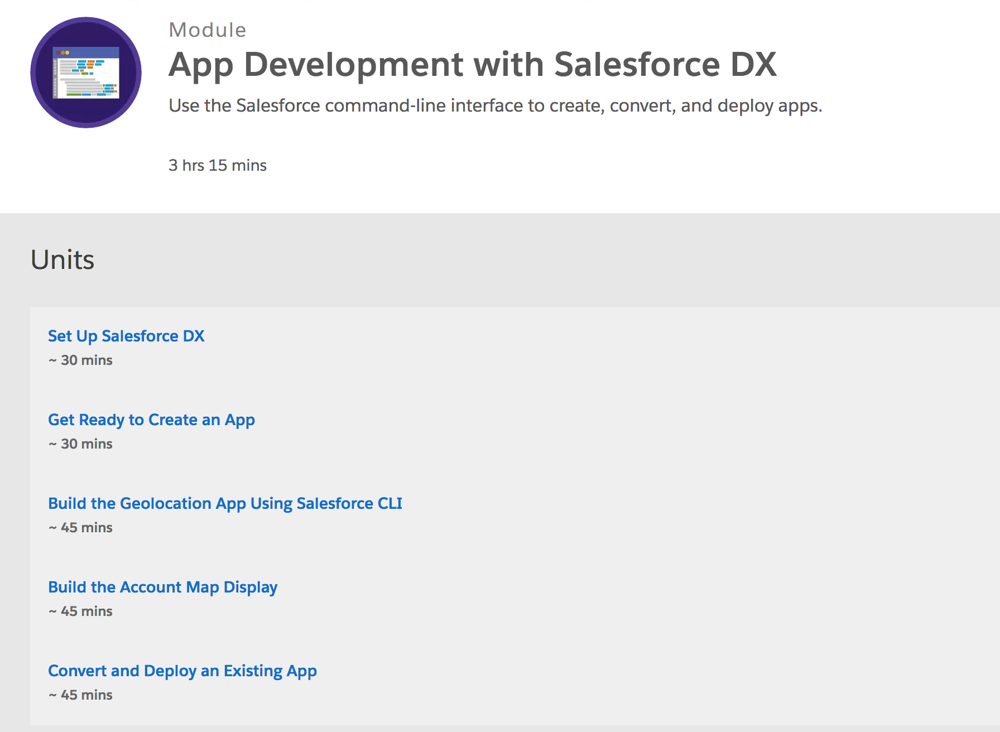 Module
App Development with Salesforce DX
Use the Salesforce command-line interface to create, convert, and deploy apps.
3 hrs 15 mins
Units
Set Up Salesforce DX
~ 30 mins
Get Ready to Create an App
~ 30 mins
Build the Geolocation App Using Salesforce CLI
~ 45 mins
Build the Account Map Display
~ 45 mins
Convert and Deploy an Existing App
~ 45 mins